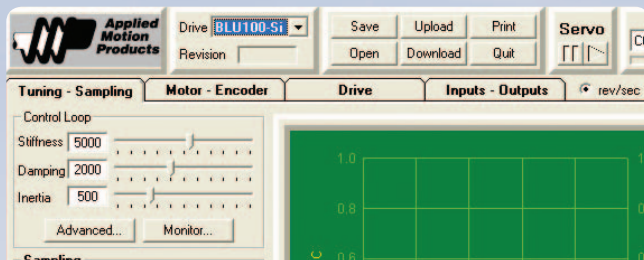 Applied
Motion
Products
Drive BLU100-Si
Revision
Save Upload Print
Open Download Quit
Servo
Tuning - Sampling Motor - Encoder Drive Inputs - Outputs rev/sec
Control Loop
Stiffness 5000
Damping 2000
Inertia 500
Advanced... Monitor...
Sampling
1.0
0.8
0.6